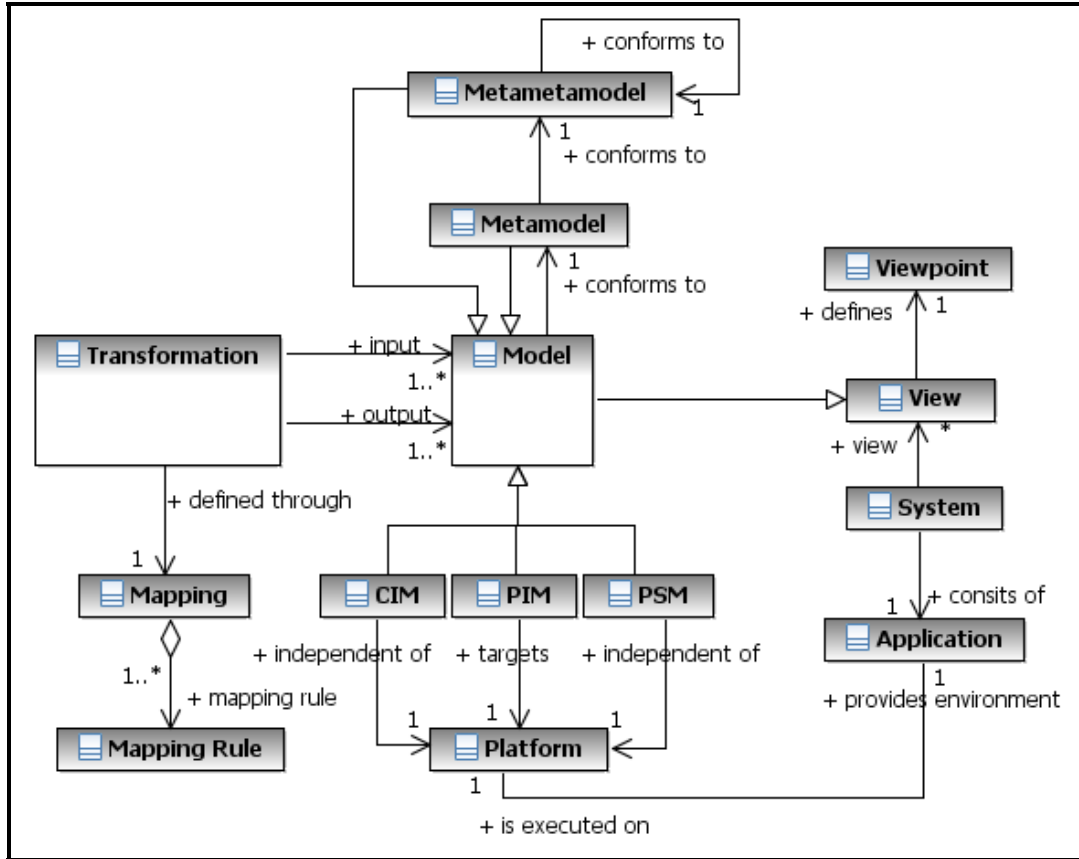 + conforms to
Metametamodel
1
1
+ conforms to
Metamodel
1
+ conforms to
Viewpoint
1
+ defines
Transformation
+ input
1..*
+ output
1..*
Model
View
*
+ view
System
+ defined through
1
Mapping
CIM
PIM
PSM
1
+ consits of
Application
1
+ provides environment
+ independent of
+ targets
+ independent of
1..*
+ mapping rule
Mapping Rule
1
1
1
Platform
1
+ is executed on